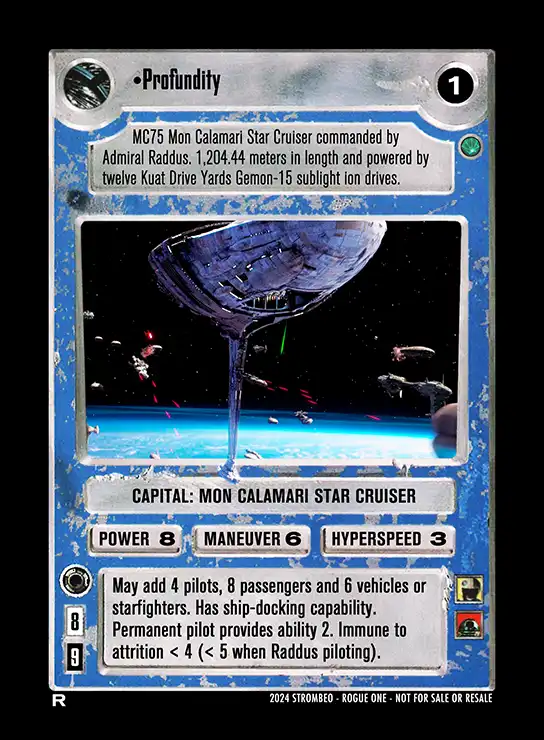 •Profundity
1
MC75 Mon Calamari Star Cruiser commanded by
Admiral Raddus. 1,204.44 meters in length and powered by
twelve Kuat Drive Yards Gemon-15 sublight ion drives.
CAPITAL: MON CALAMARI STAR CRUISER
POWER 8 MANEUVER 6 HYPERSPEED 3
May add 4 pilots, 8 passengers and 6 vehicles or
starfighters. Has ship-docking capability.
Permanent pilot provides ability 2. Immune to
attrition < 4 (< 5 when Raddus piloting).
8
9
R
2024 STROMBEO - ROGUE ONE - NOT FOR SALE OR RESALE